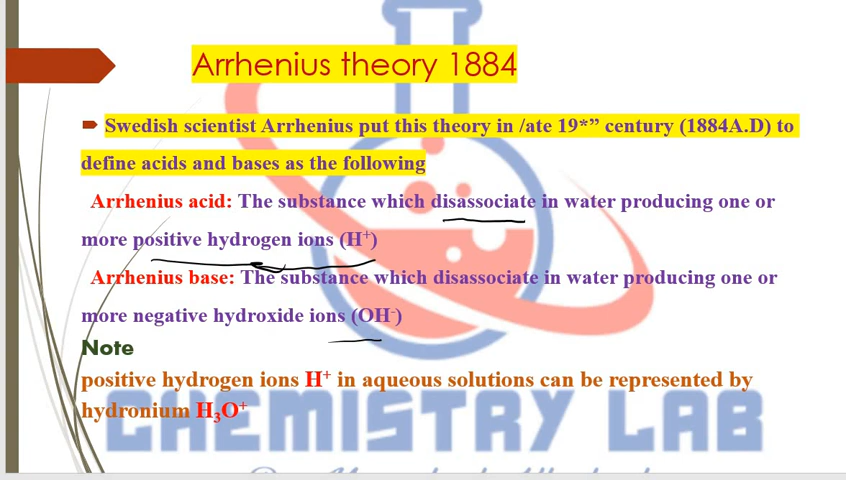 Arrhenius theory 1884
Swedish scientist Arrhenius put this theory in /ate 19*” century (1884A.D) to
define acids and bases as the following
Arrhenius acid: The substance which disassociate in water producing one or
more positive hydrogen ions (H⁺)
Arrhenius base: The substance which disassociate in water producing one or
more negative hydroxide ions (OH⁻)
Note
positive hydrogen ions H⁺ in aqueous solutions can be represented by
hydronium H₃O⁺
CHEMISTRY LAB